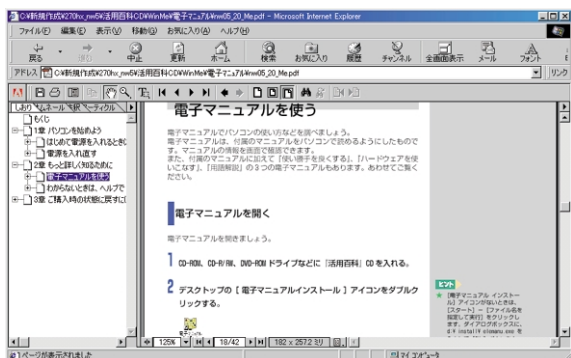 C:¥新規作成¥270hx_nw5¥活用百科CD¥WinMe¥電子マニュアル¥nw05_20_Me.pdf - Microsoft Internet Explorer
ファイル(F) 編集(E) 表示(V) 移動(G) お気に入り(A) ヘルプ(H)
戻る 中止 更新 ホーム 検索 お気に入り 履歴 チャンネル 全画面表示 メール フォント
アドレス C:¥新規作成¥270hx_nw5¥活用百科CD¥WinMe¥電子マニュアル¥nw05_20_Me.pdf リンク
しおり
もくじ
1章 パソコンを始めよう
はじめて電源を入れるとき
電源を入れ直す
2章 もっと詳しく知るために
電子マニュアルを使う
わからないときは、ヘルプで
3章 ご購入時の状態に戻すに
電子マニュアルを使う
電子マニュアルでパソコンの使い方などを調べましょう。
電子マニュアルは、付属のマニュアルをパソコンで読めるようにしたもので
す。マニュアルの情報を画面で確認できます。
また、付属のマニュアルに加えて「使い勝手を良くする」、「ハードウェアを使
いこなす」、「用語解説」の3つの電子マニュアルもあります。あわせてご覧く
ださい。
電子マニュアルを開く
電子マニュアルを開きましょう。
1 CD-ROM、CD-R/RW、DVD-ROM ドライブなどに「活用百科」CD を入れる。
2 デスクトップの [ 電子マニュアルインストール ] アイコンをダブルク
リックする。
ヒント
★ [電子マニュアル インストー
ル] アイコンがないときは、
[スタート] - [ファイル名を
指定して実行] をクリックし
ます。ダイアログボックスに、
125% 18/42 182 x 257.2 ミリ
1ページが表示されました マイ コンピュータ